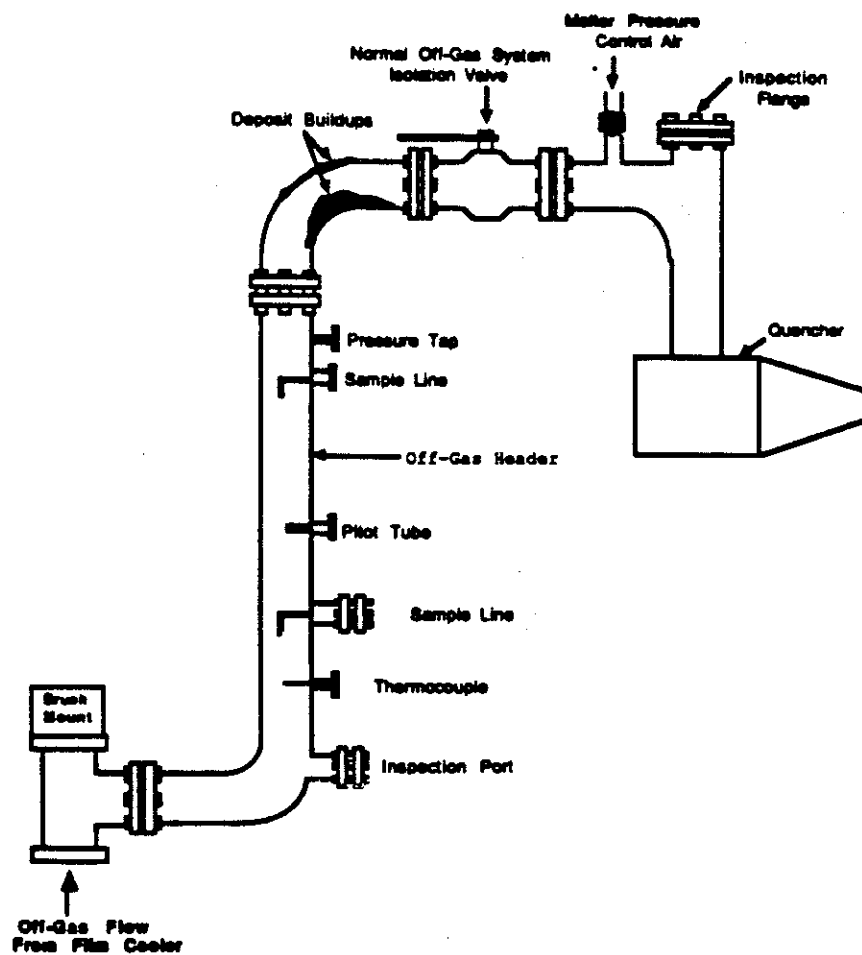 Melter Pressure
Control Air
Normal Off-Gas System
Isolation Valve
Inspection
Flange
Deposit Buildups
Quencher
Pressure Tap
Sample Line
Off-Gas Header
Pitot Tube
Sample Line
Thermocouple
Brush
Mount
Inspection Port
Off-Gas Flow
From Film Cooler